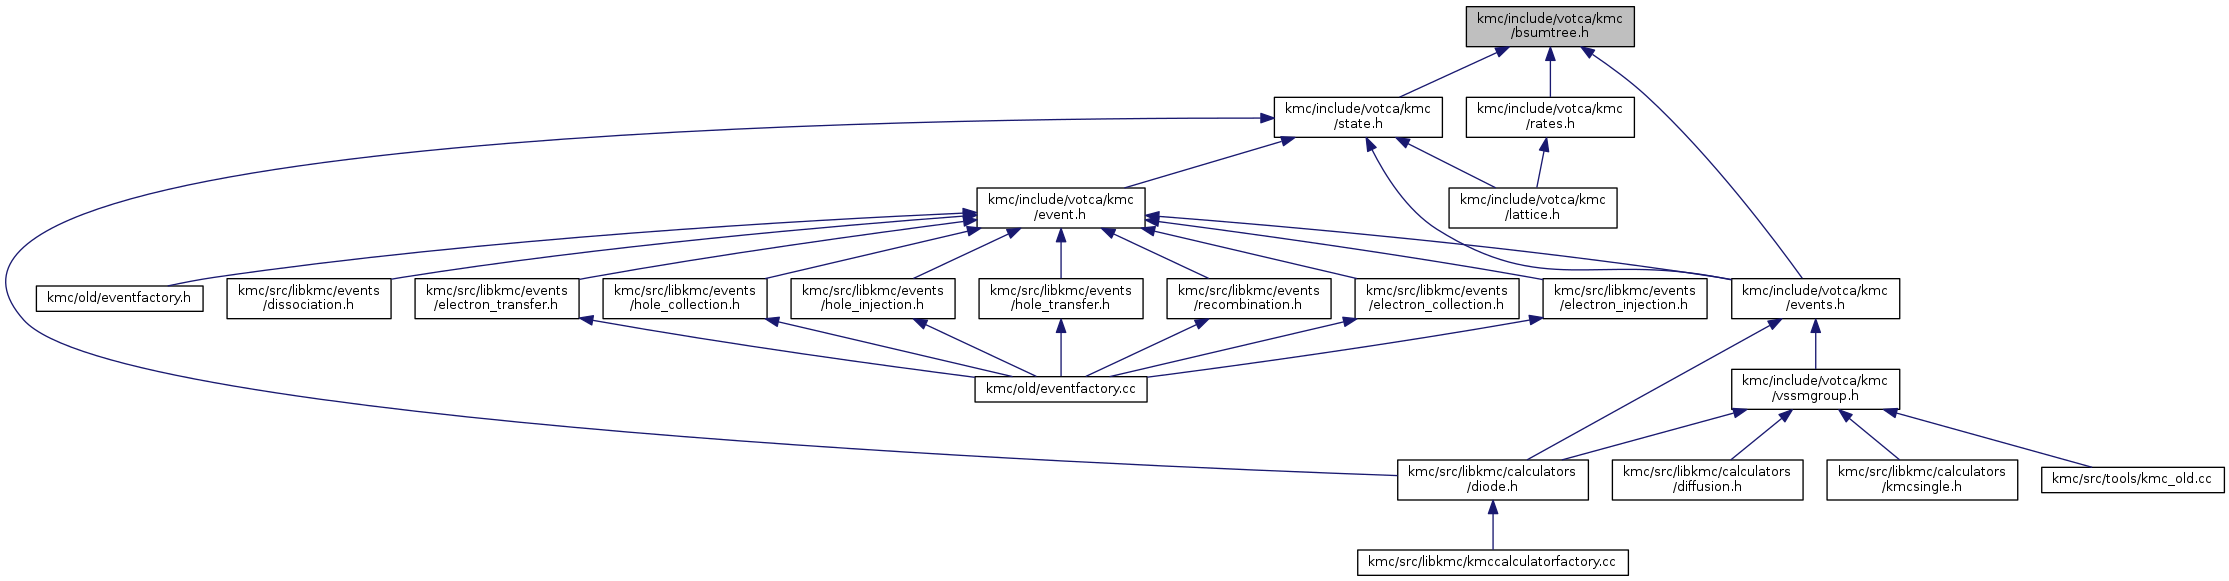 kmc/include/votca/kmc
/bsumtree.h
kmc/include/votca/kmc
/state.h
kmc/include/votca/kmc
/rates.h
kmc/include/votca/kmc
/event.h
kmc/include/votca/kmc
/lattice.h
kmc/old/eventfactory.h
kmc/src/libkmc/events
/dissociation.h
kmc/src/libkmc/events
/electron_transfer.h
kmc/src/libkmc/events
/hole_collection.h
kmc/src/libkmc/events
/hole_injection.h
kmc/src/libkmc/events
/hole_transfer.h
kmc/src/libkmc/events
/recombination.h
kmc/src/libkmc/events
/electron_collection.h
kmc/src/libkmc/events
/electron_injection.h
kmc/include/votca/kmc
/events.h
kmc/old/eventfactory.cc
kmc/include/votca/kmc
/vssmgroup.h
kmc/src/libkmc/calculators
/diode.h
kmc/src/libkmc/calculators
/diffusion.h
kmc/src/libkmc/calculators
/kmcsingle.h
kmc/src/tools/kmc_old.cc
kmc/src/libkmc/kmccalculatorfactory.cc